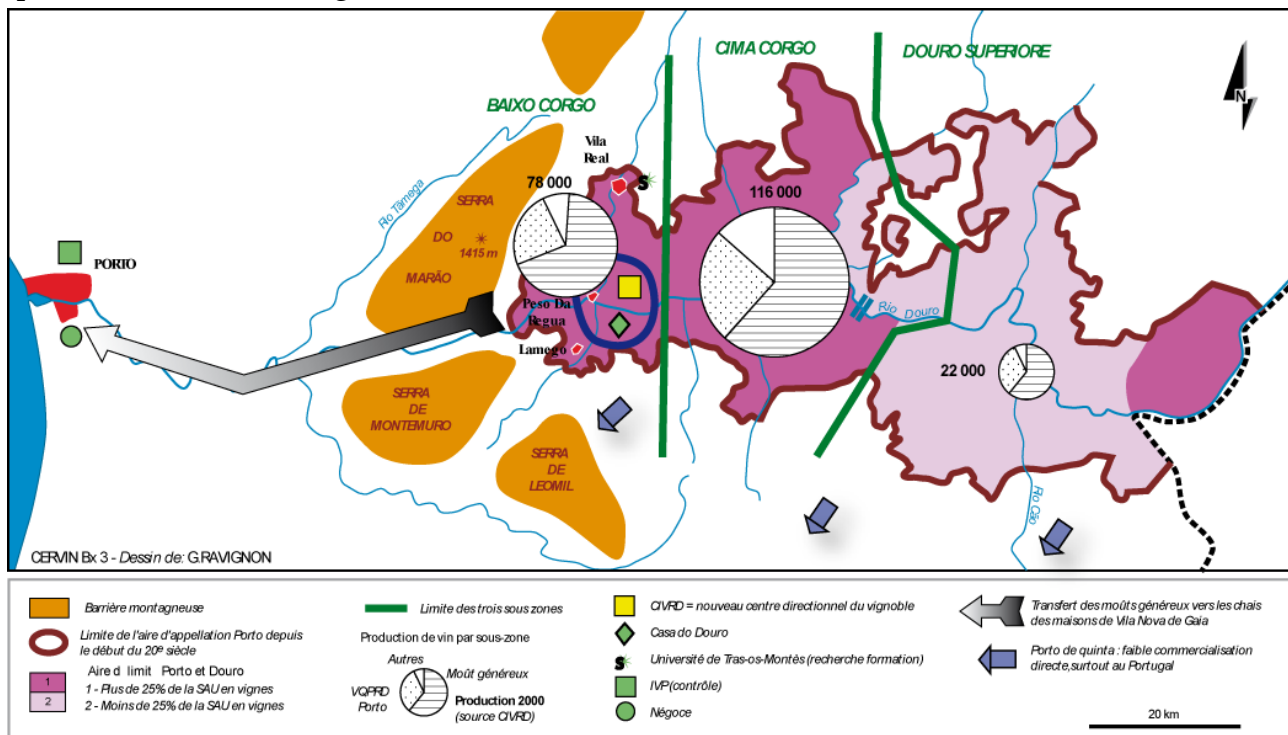 CIMA CORGO
DOURO SUPERIORE
BAIXO CORGO
N
Vila
Real
S
78 000
116 000
Rio Tâmega
SERRA
DO
1415 m
MARÃO
PORTO
Peso Da
Regua
Rio Douro
Lamego
22 000
SERRA
DE
MONTEMURO
SERRA
DE
LEOMIL
Rio Côo
CERVIN Bx 3 - Dessin de: G.RAVIGNON
Barrière montagneuse
Limite de l'aire d'appellation Porto depuis
le début du 20e siècle
Aire d limit Porto et Douro
1
1 - Plus de 25% de la SAU en vignes
2
2 - Moins de 25% de la SAU en vignes
Limite des trois sous zones
Production de vin par sous-zone
Autres
Moût généreux
VQPRD
Porto
Production 2000
(source CIVRD)
CIVRD = nouveau centre directionnel du vignoble
Casa do Douro
S
Université de Tras-os-Montès (recherche formation)
IVP (contrôle)
Négoce
Transfert des moûts généreux vers les chais
des maisons de Vila Nova de Gaia
Porto de quinta : faible commercialisation
directe, surtout au Portugal
20 km